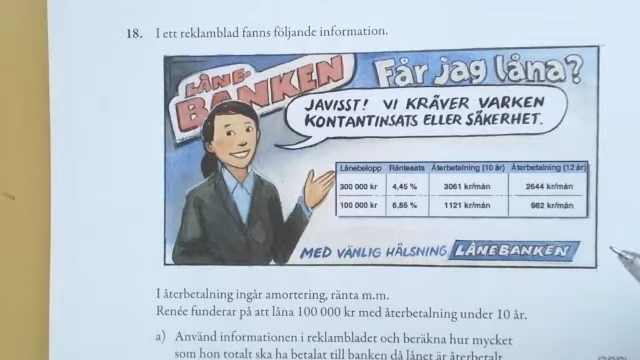 18. I ett reklamblad fanns följande information.
LÅNE-
BANKEN
Får jag låna?
JAVISST! VI KRÄVER VARKEN
KONTANTINSATS ELLER SÄKERHET.
Lånebelopp Räntesats Återbetalning (10 år) Återbetalning (12 år)
300 000 kr 4,45 % 3061 kr/mån 2644 kr/mån
100 000 kr 6,85 % 1121 kr/mån 982 kr/mån
MED VÄNLIG HÄLSNING LÅNEBANKEN
I återbetalning ingår amortering, ränta m.m.
Renée funderar på att låna 100 000 kr med återbetalning under 10 år.
a) Använd informationen i reklambladet och beräkna hur mycket
som hon totalt ska ha betalat till banken då lånet är återbetalt.